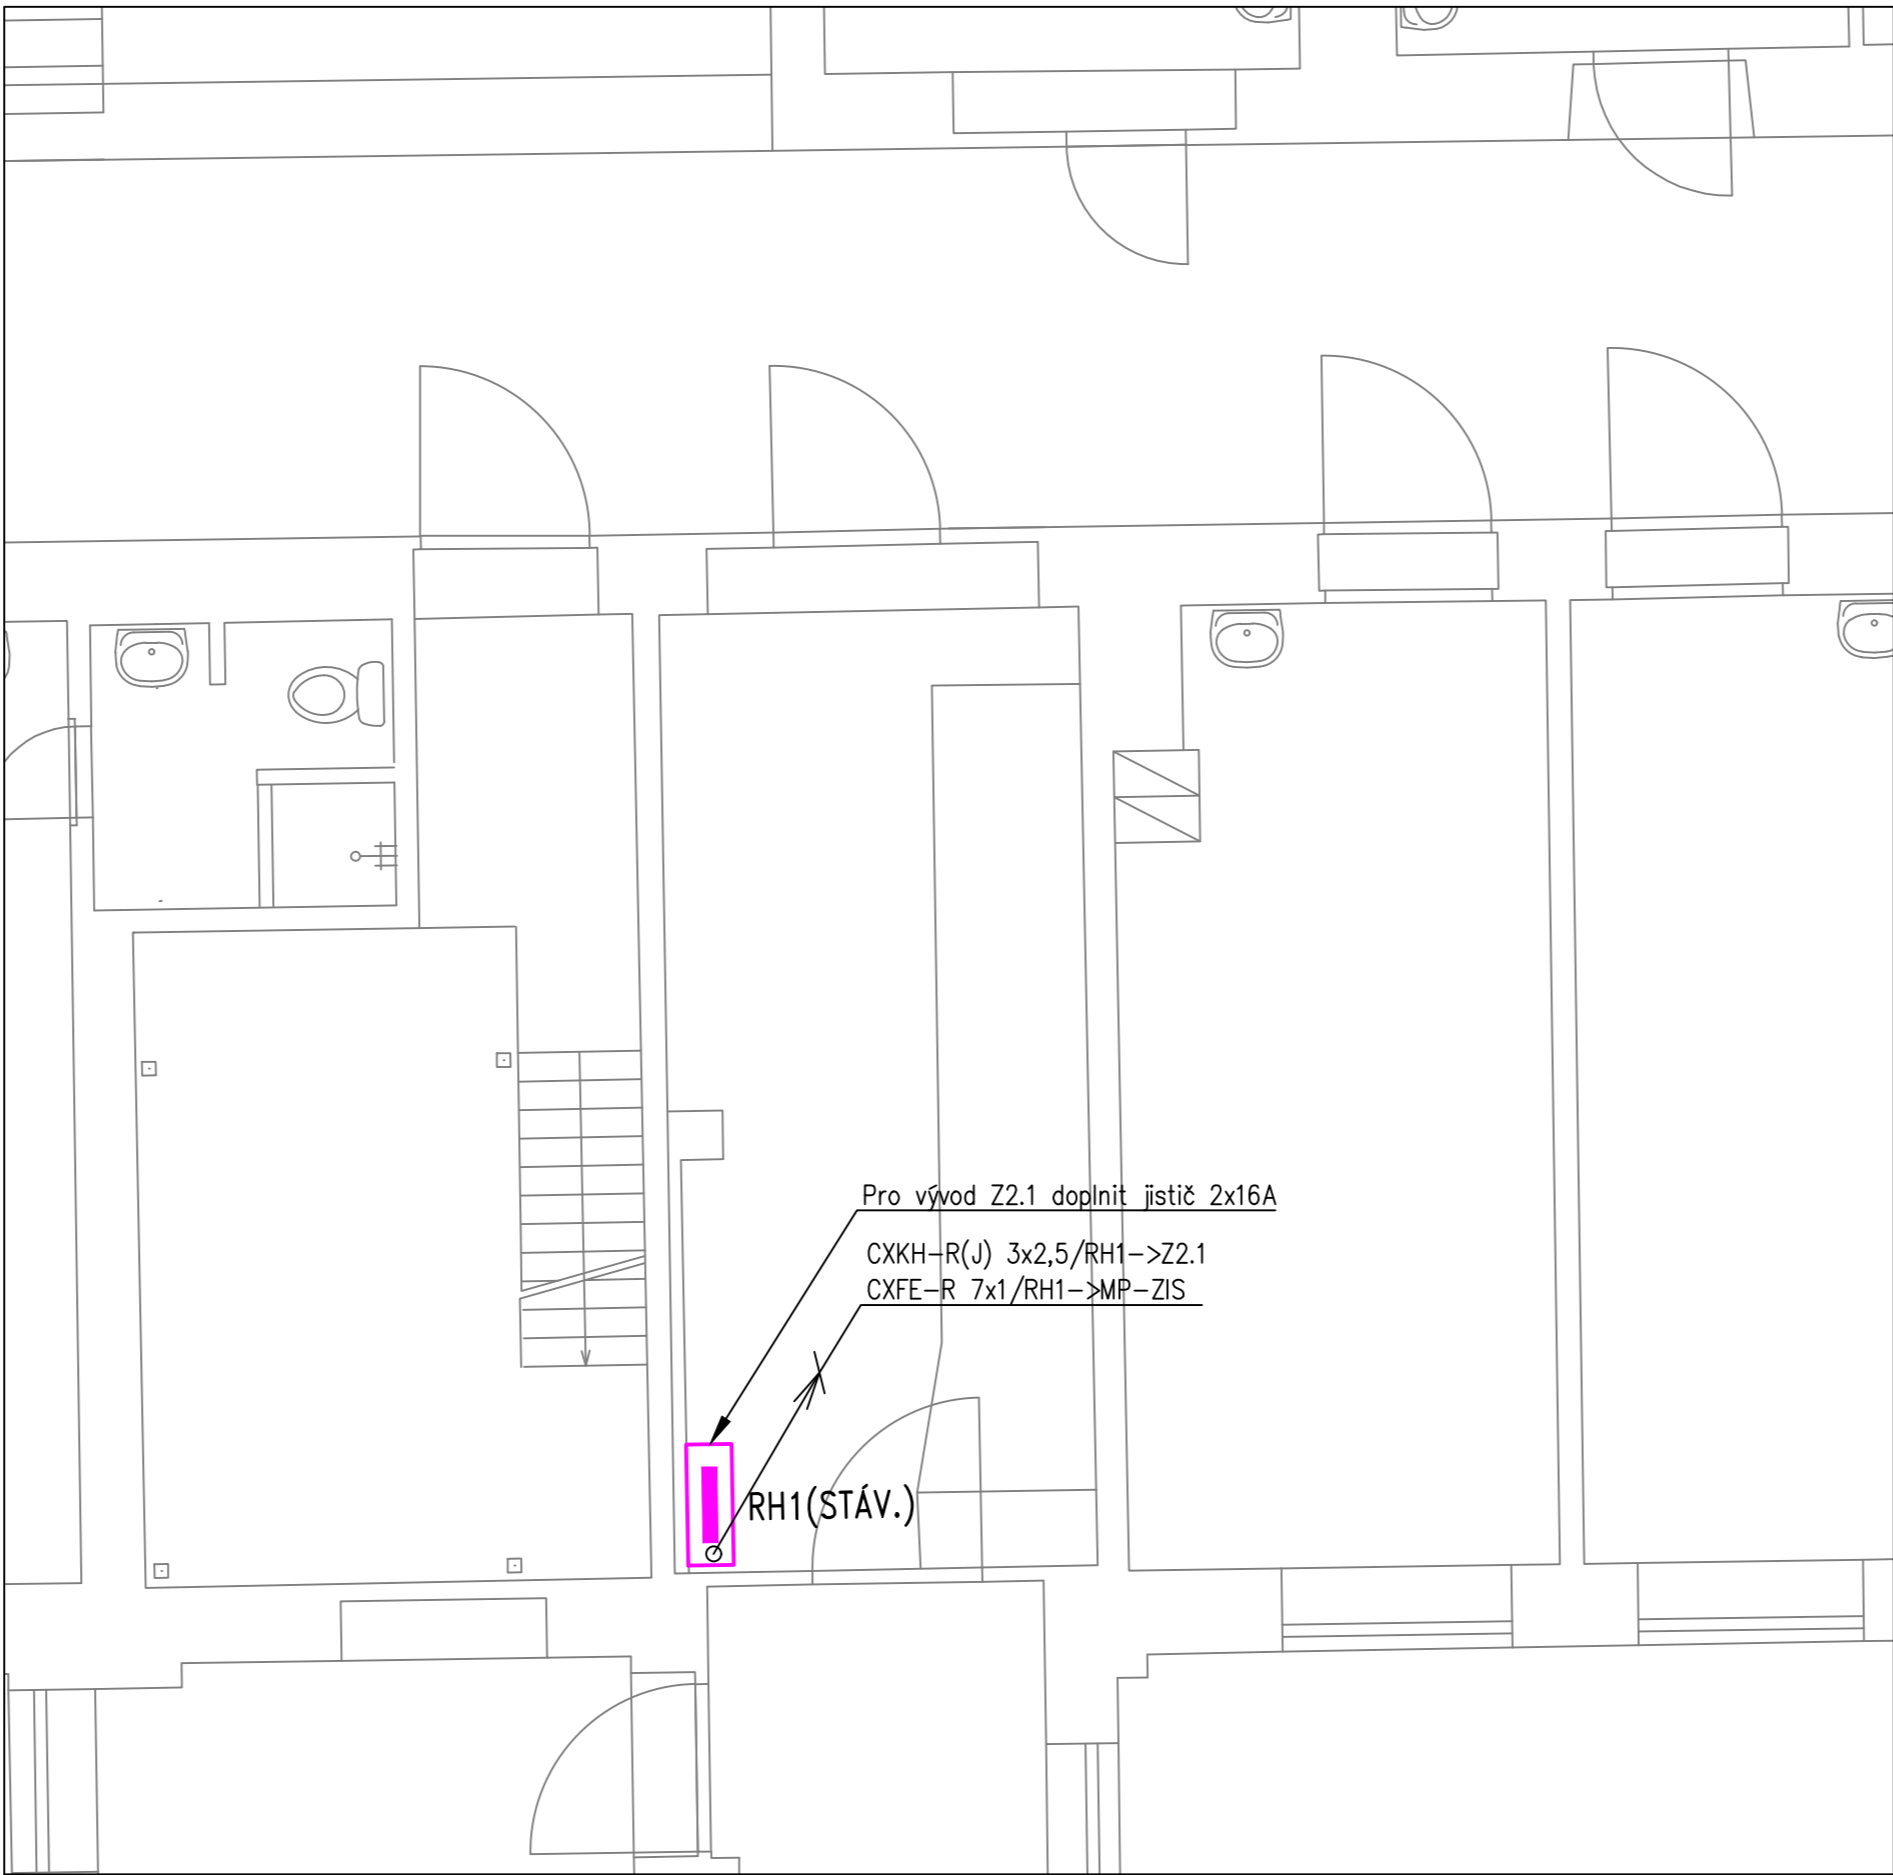 Pro vývod Z2.1 doplnit jistič 2x16A
CXKH-R(J) 3x2,5/RH1->Z2.1
CXFE-R 7x1/RH1->MP-ZIS
RH1(STÁV.)